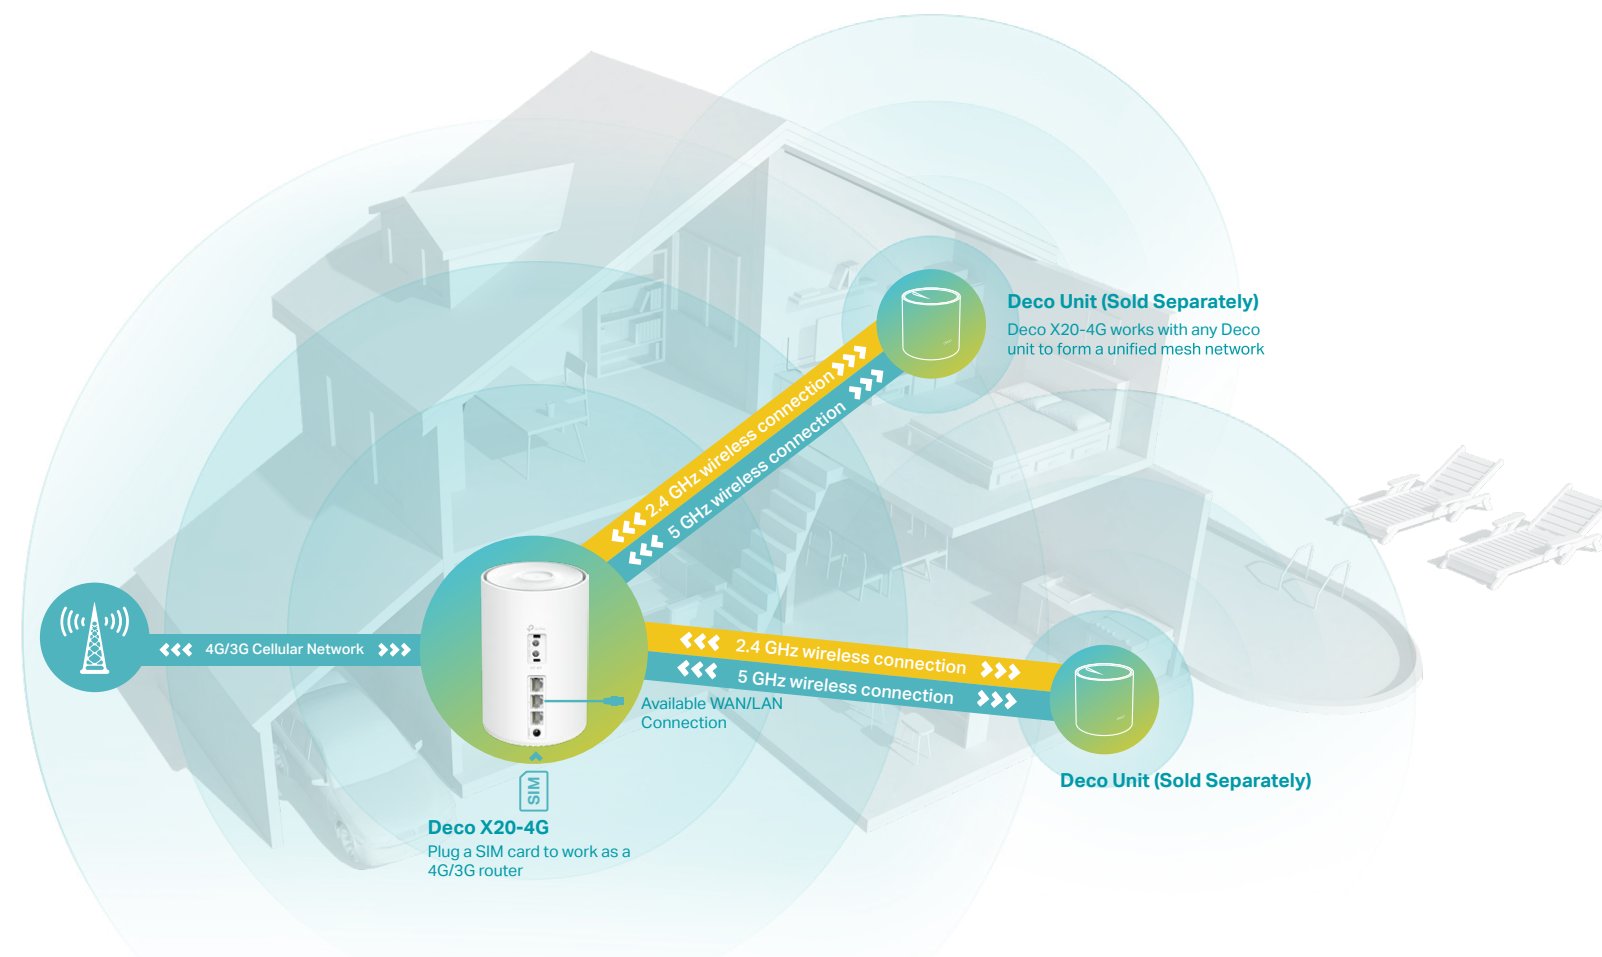 Deco Unit (Sold Separately)
Deco X20-4G works with any Deco
unit to form a unified mesh network
2.4 GHz wireless connection
5 GHz wireless connection
4G/3G Cellular Network
2.4 GHz wireless connection
5 GHz wireless connection
Available WAN/LAN
Connection
Deco Unit (Sold Separately)
SIM
Deco X20-4G
Plug a SIM card to work as a
4G/3G router